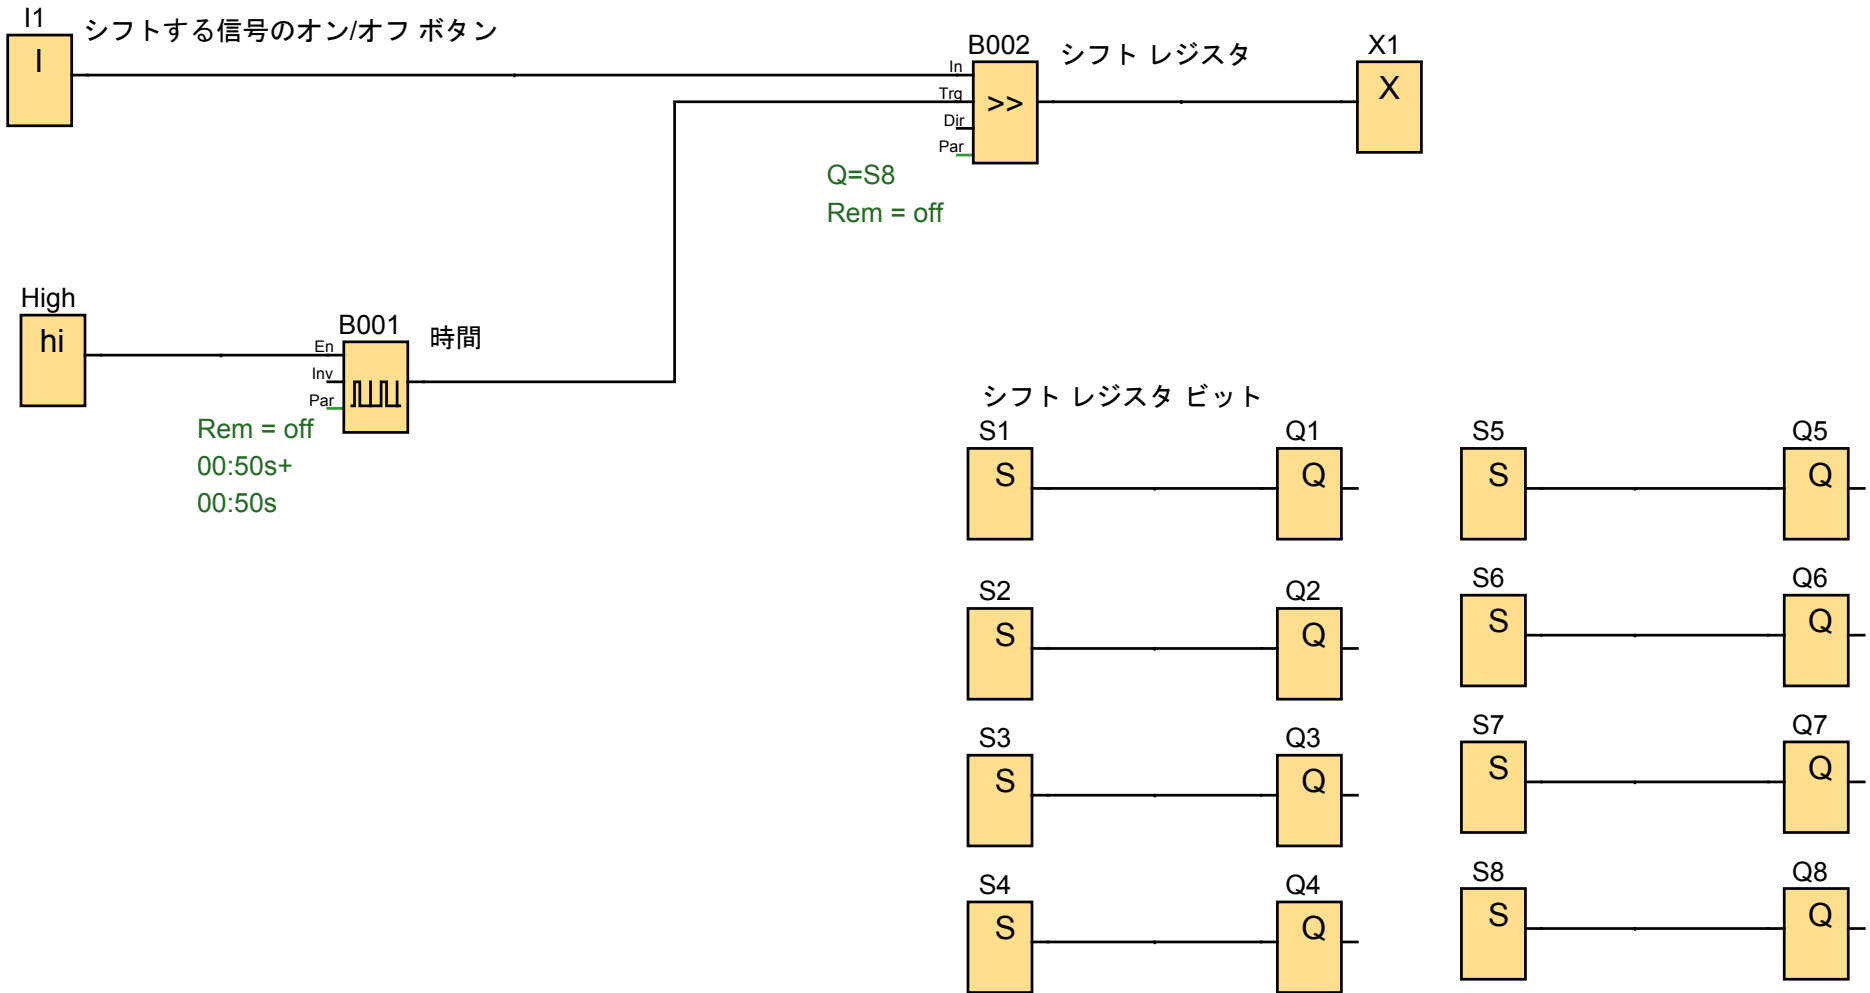 I1
シフトする信号のオン/オフ ボタン
I
B002
シフト レジスタ
X1
In
Trg
Dir
Par
>>
X
Q=S8
Rem = off
High
hi
B001
時間
En
Inv
Par
Rem = off
00:50s+
00:50s
シフト レジスタ ビット
S1
Q1
S5
Q5
S
Q
S
Q
S2
Q2
S6
Q6
S
Q
S
Q
S3
Q3
S7
Q7
S
Q
S
Q
S4
Q4
S8
Q8
S
Q
S
Q